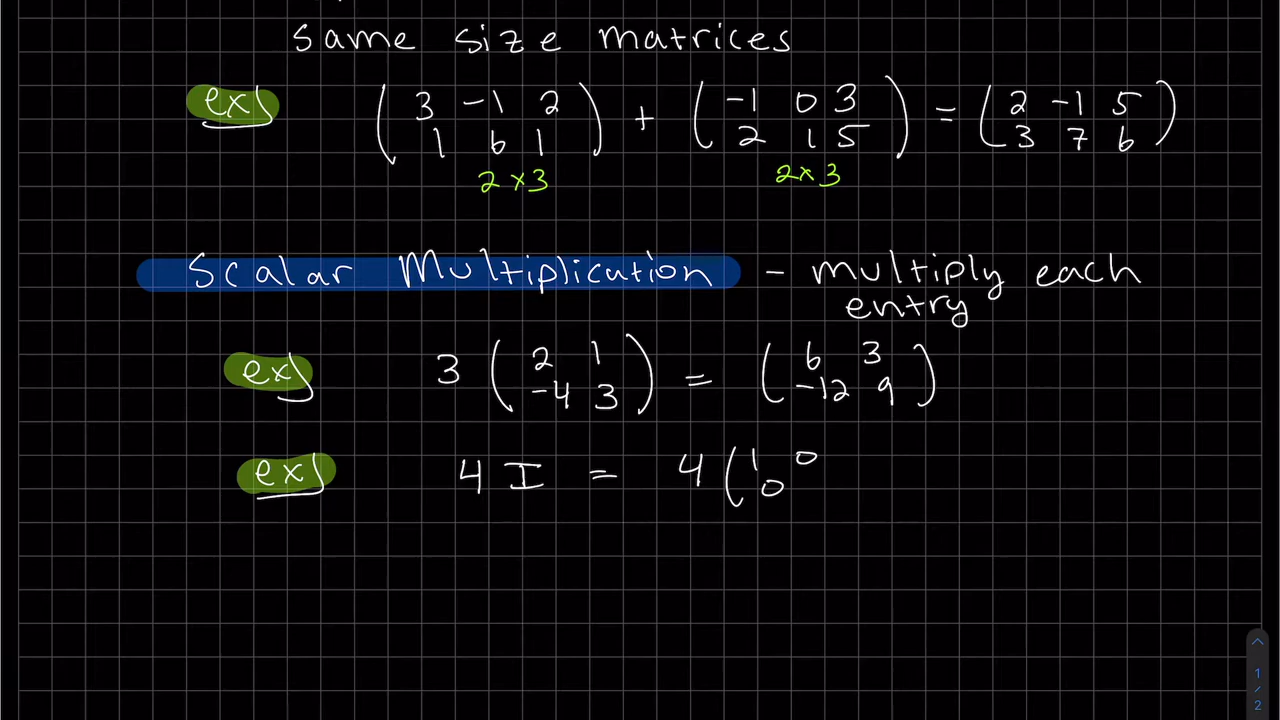 same size matrices
ex) ( 3 -1 2 ) + ( -1 0 3 ) = ( 2 -1 5 )
( 1 6 1 ) ( 2 1 5 ) ( 3 7 6 )
2×3 2×3
Scalar Multiplication - multiply each
entry
ex) 3 ( 2 1 ) = ( 6 3 )
( -4 3 ) ( -12 9 )
ex) 4 I = 4 ( 1 0
0
1
/
2